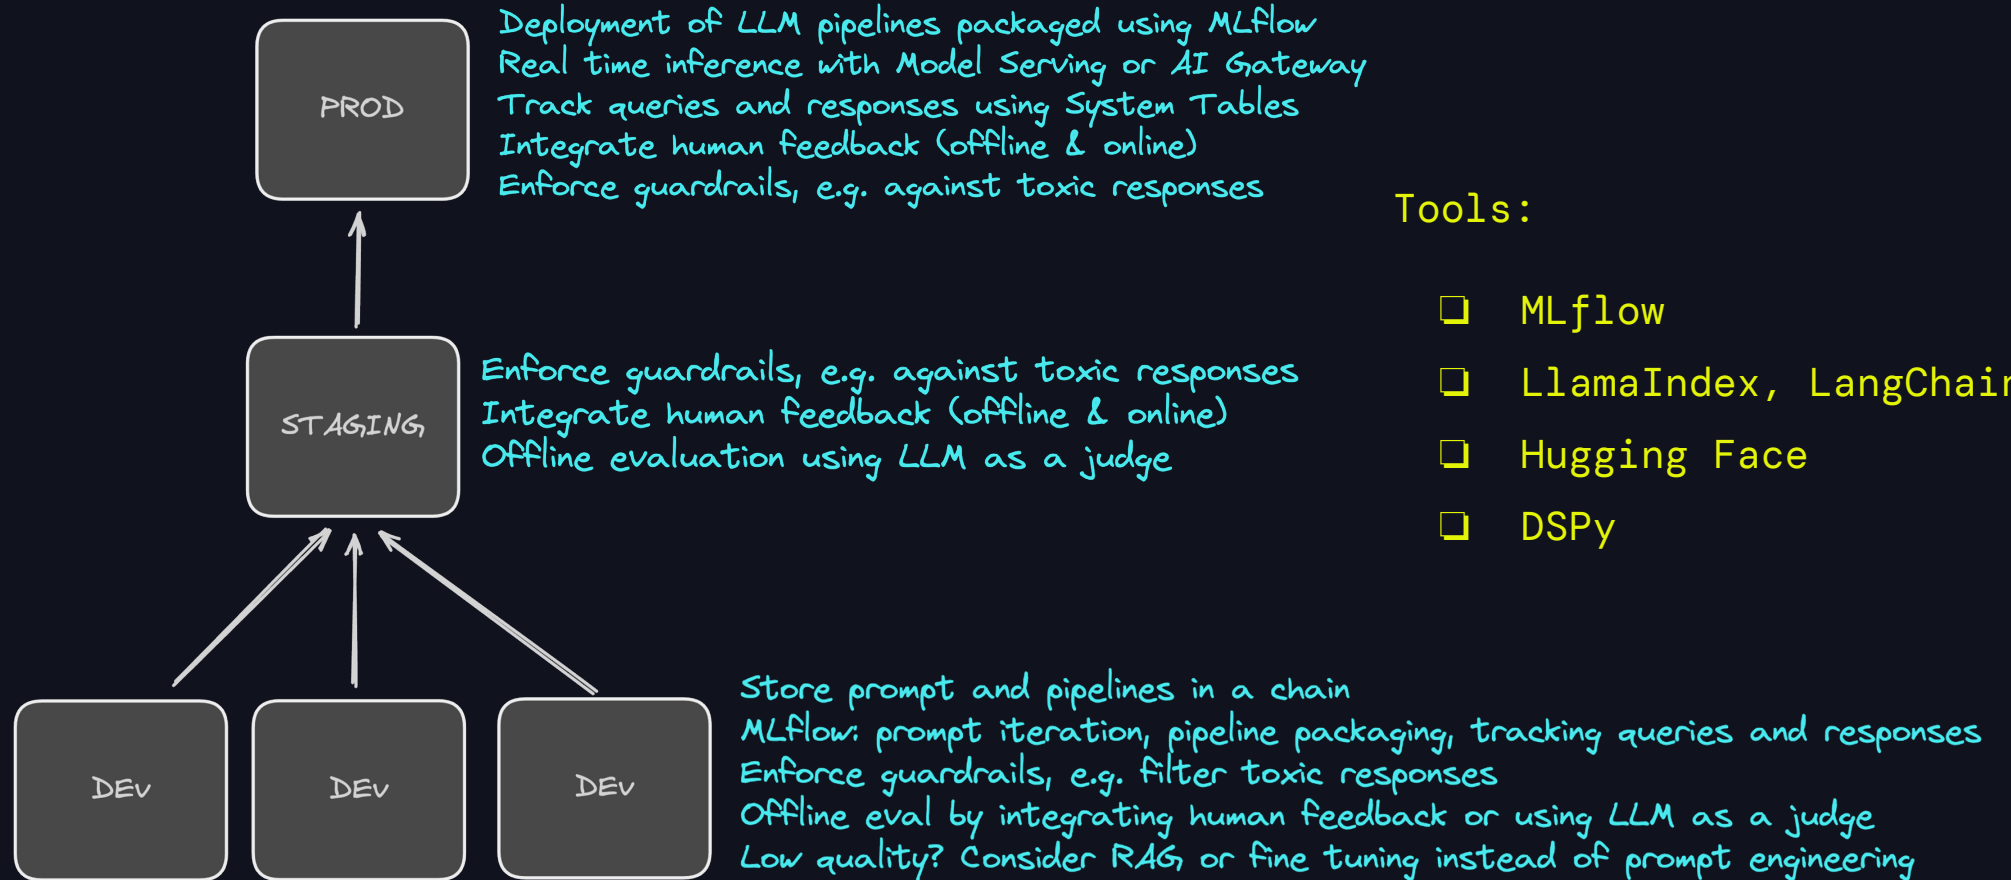 PROD
Deployment of LLM pipelines packaged using MLflow
Real time inference with Model Serving or AI Gateway
Track queries and responses using System Tables
Integrate human feedback (offline & online)
Enforce guardrails, e.g. against toxic responses
Tools:
❏ MLflow
❏ LlamaIndex, LangChain
❏ Hugging Face
❏ DSPy
STAGING
Enforce guardrails, e.g. against toxic responses
Integrate human feedback (offline & online)
Offline evaluation using LLM as a judge
DEv
DEv
DEv
Store prompt and pipelines in a chain
MLflow: prompt iteration, pipeline packaging, tracking queries and responses
Enforce guardrails, e.g. filter toxic responses
Offline eval by integrating human feedback or using LLM as a judge
Low quality? Consider RAG, or fine tuning instead of prompt engineering